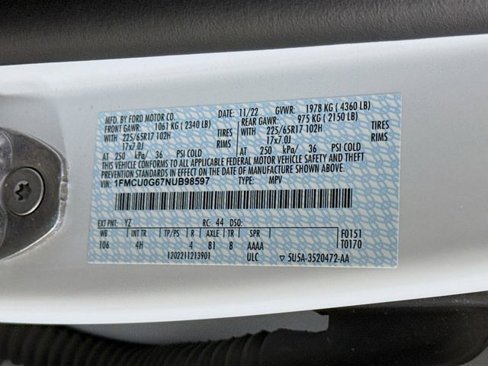 MFD. BY FORD MOTOR CO. 11/22 GVWR: 1978 KG (4360 LB)
FRONT GAWR: 1061 KG (2340 LB) REAR GAWR: 975 KG (2150 LB)
225/65R17 102H TIRES 225/65R17 102H TIRES
17x7.0J RIMS 17x7.0J RIMS
AT 250 kPa/ 36 PSI COLD AT 250 kPa/ 36 PSI COLD
THIS VEHICLE CONFORMS TO ALL APPLICABLE FEDERAL MOTOR VEHICLE SAFETY AND THEFT
PREVENTION STANDARDS IN EFFECT ON THE DATE OF MANUFACTURE SHOWN ABOVE.
VIN: 1FMCU0G67NUB98597 TYPE: MPV
EXT PNT: YZ RC: 44 DSO: F0151
WB INT TR TP/PS R AXLE TR SPR T0170
106 4H 4 B1 8 AAAA
1202211213901 ULC ▽ 5U5A-3520472-AA